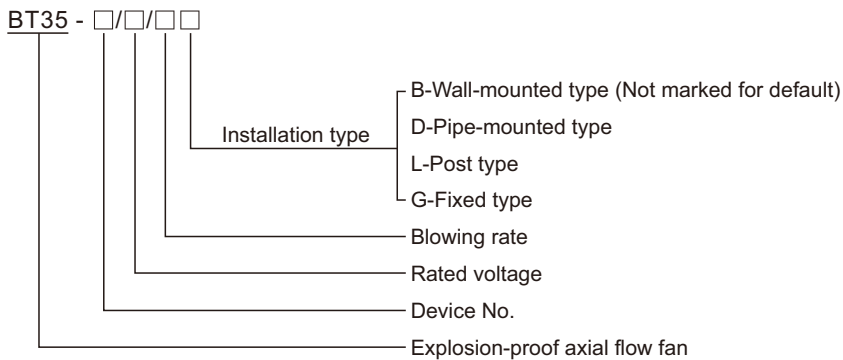 BT35 - □/□/□□
B-Wall-mounted type (Not marked for default)
Installation type
D-Pipe-mounted type
L-Post type
G-Fixed type
Blowing rate
Rated voltage
Device No.
Explosion-proof axial flow fan